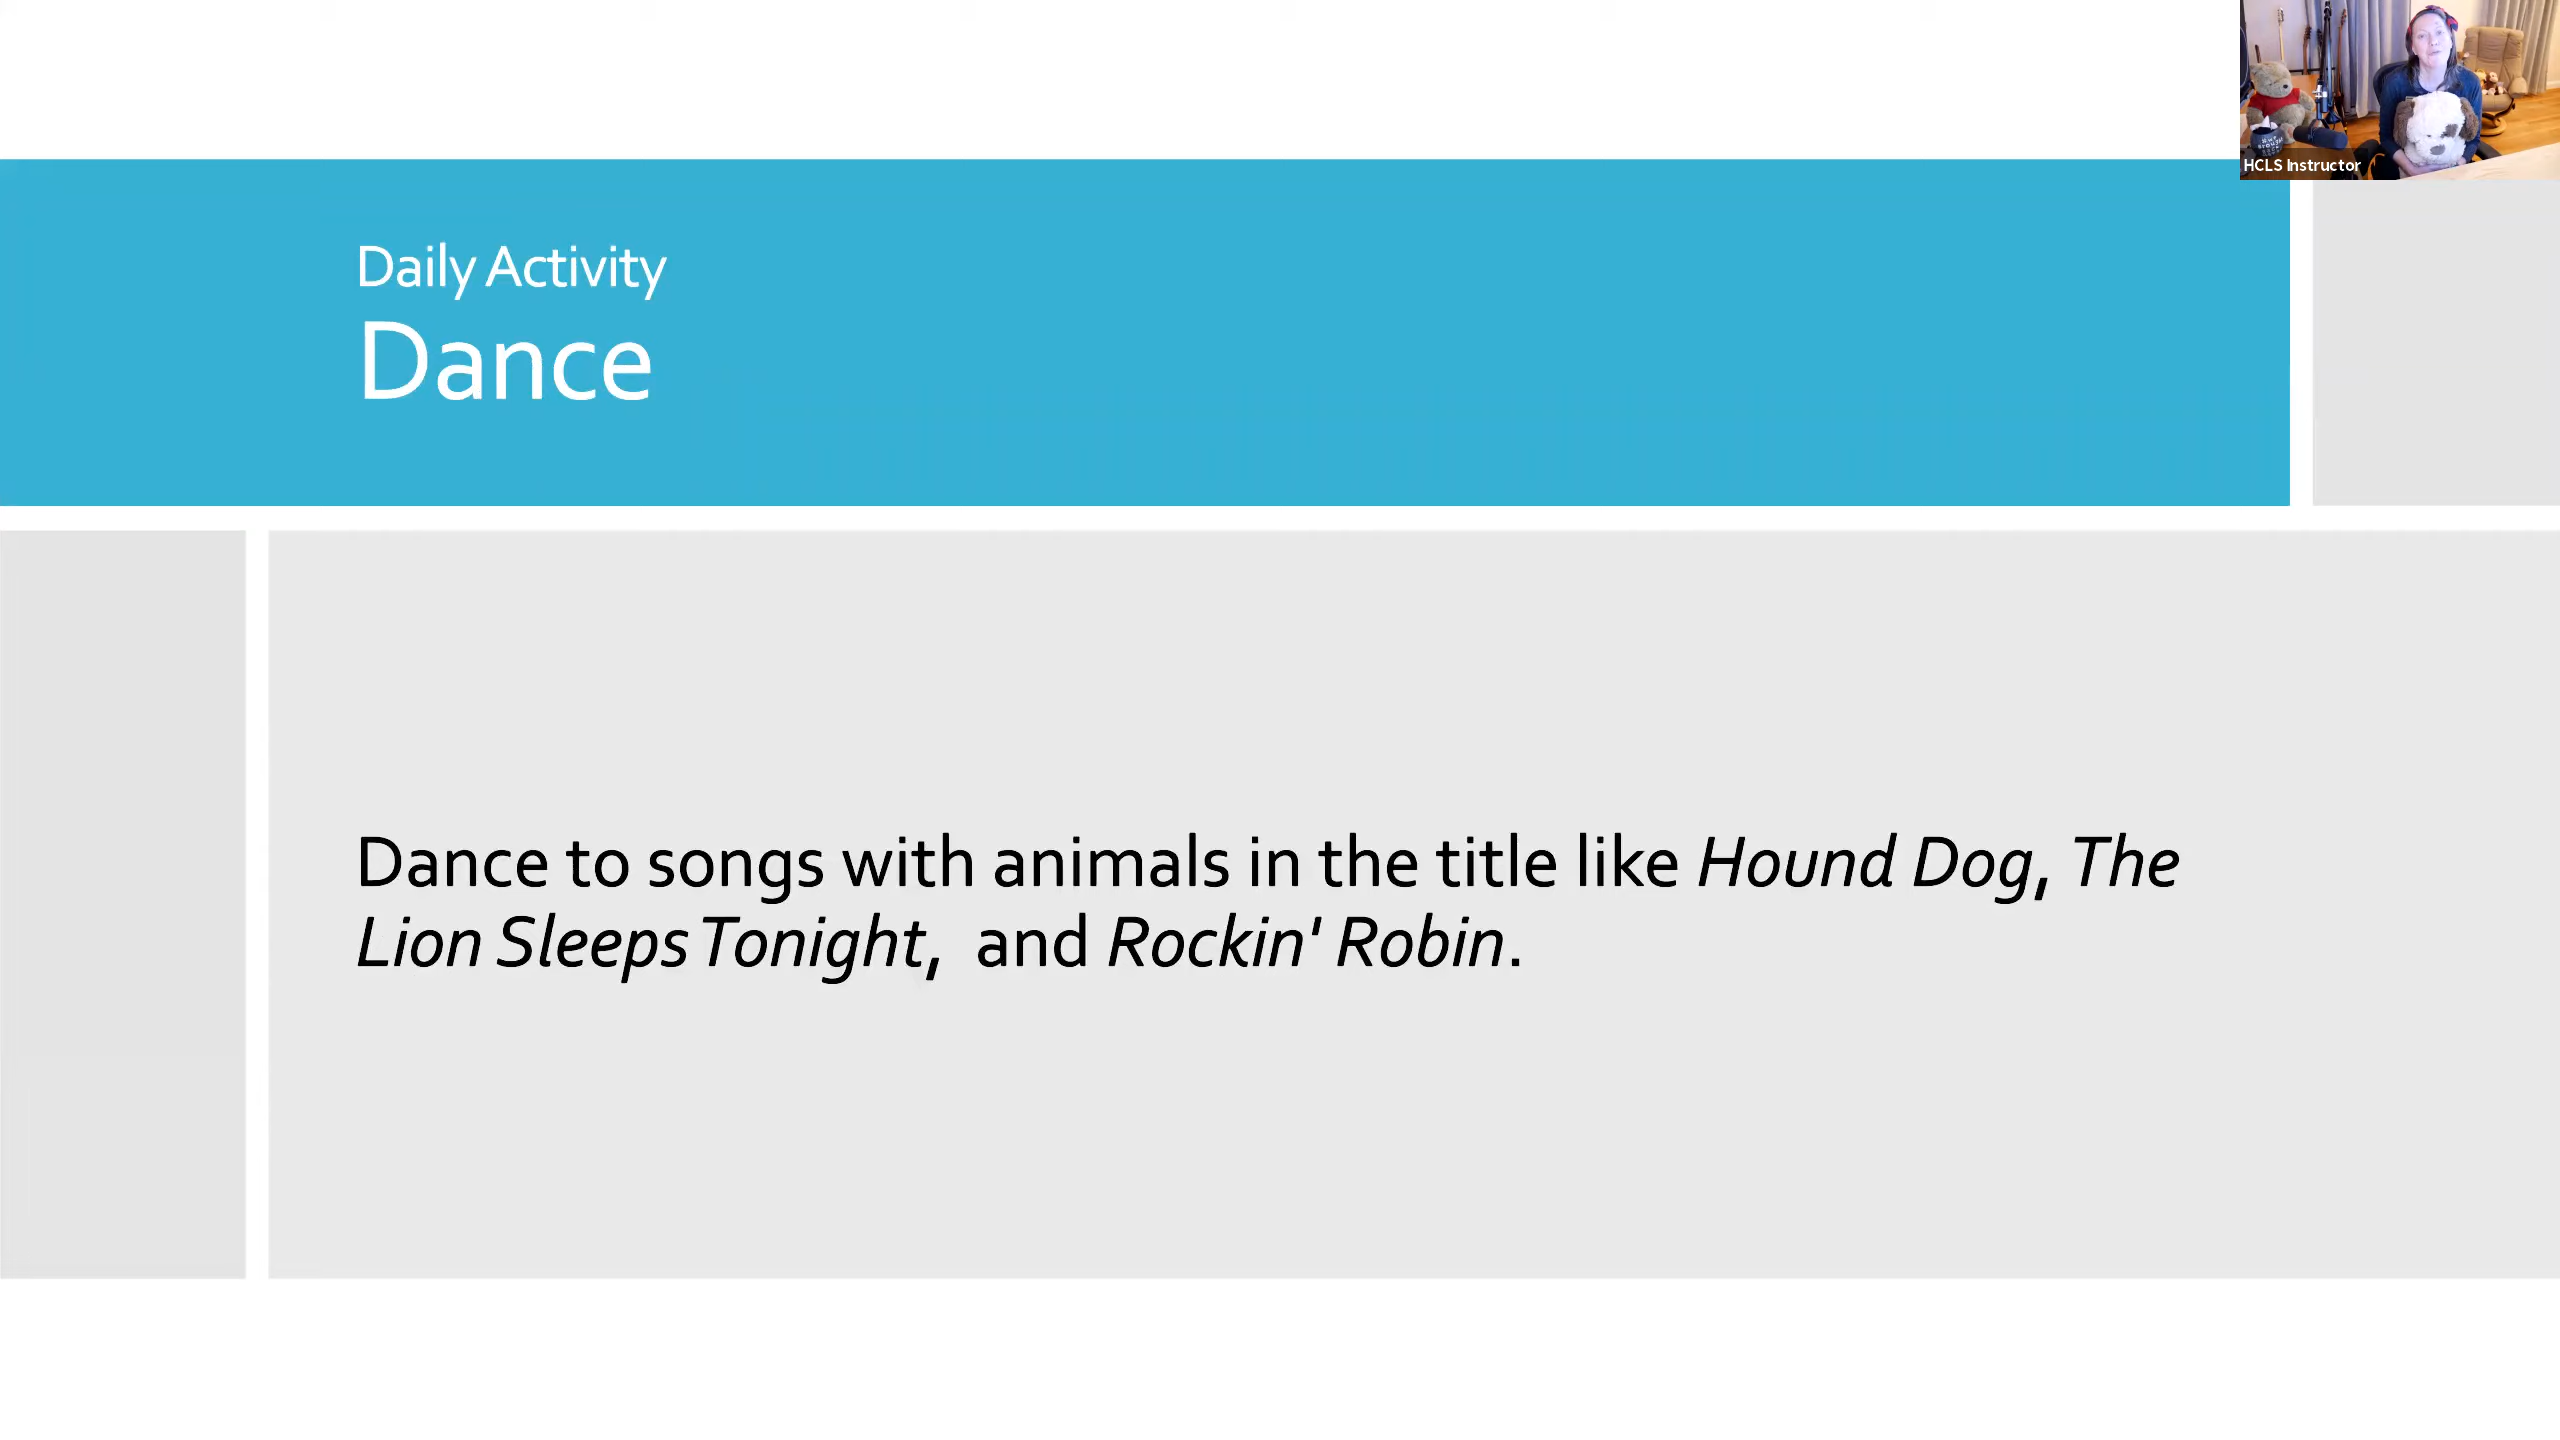 HCLS Instructor
Daily Activity
Dance
Dance to songs with animals in the title like Hound Dog, The
Lion Sleeps Tonight,  and Rockin' Robin.